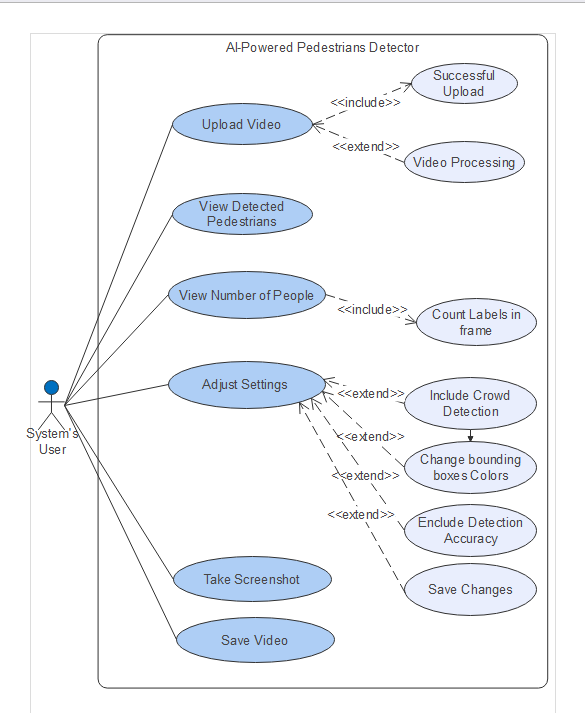 AI-Powered Pedestrians Detector
Successful
Upload
<<include>>
Upload Video
<<extend>>
Video Processing
View Detected
Pedestrians
View Number of People
<<include>>
Count Labels in
frame
Adjust Settings
<<extend>>
Include Crowd
Detection
<<extend>>
Change bounding
boxes Colors
<<extend>>
Enclude Detection
Accuracy
<<extend>>
Save Changes
System's
User
Take Screenshot
Save Video